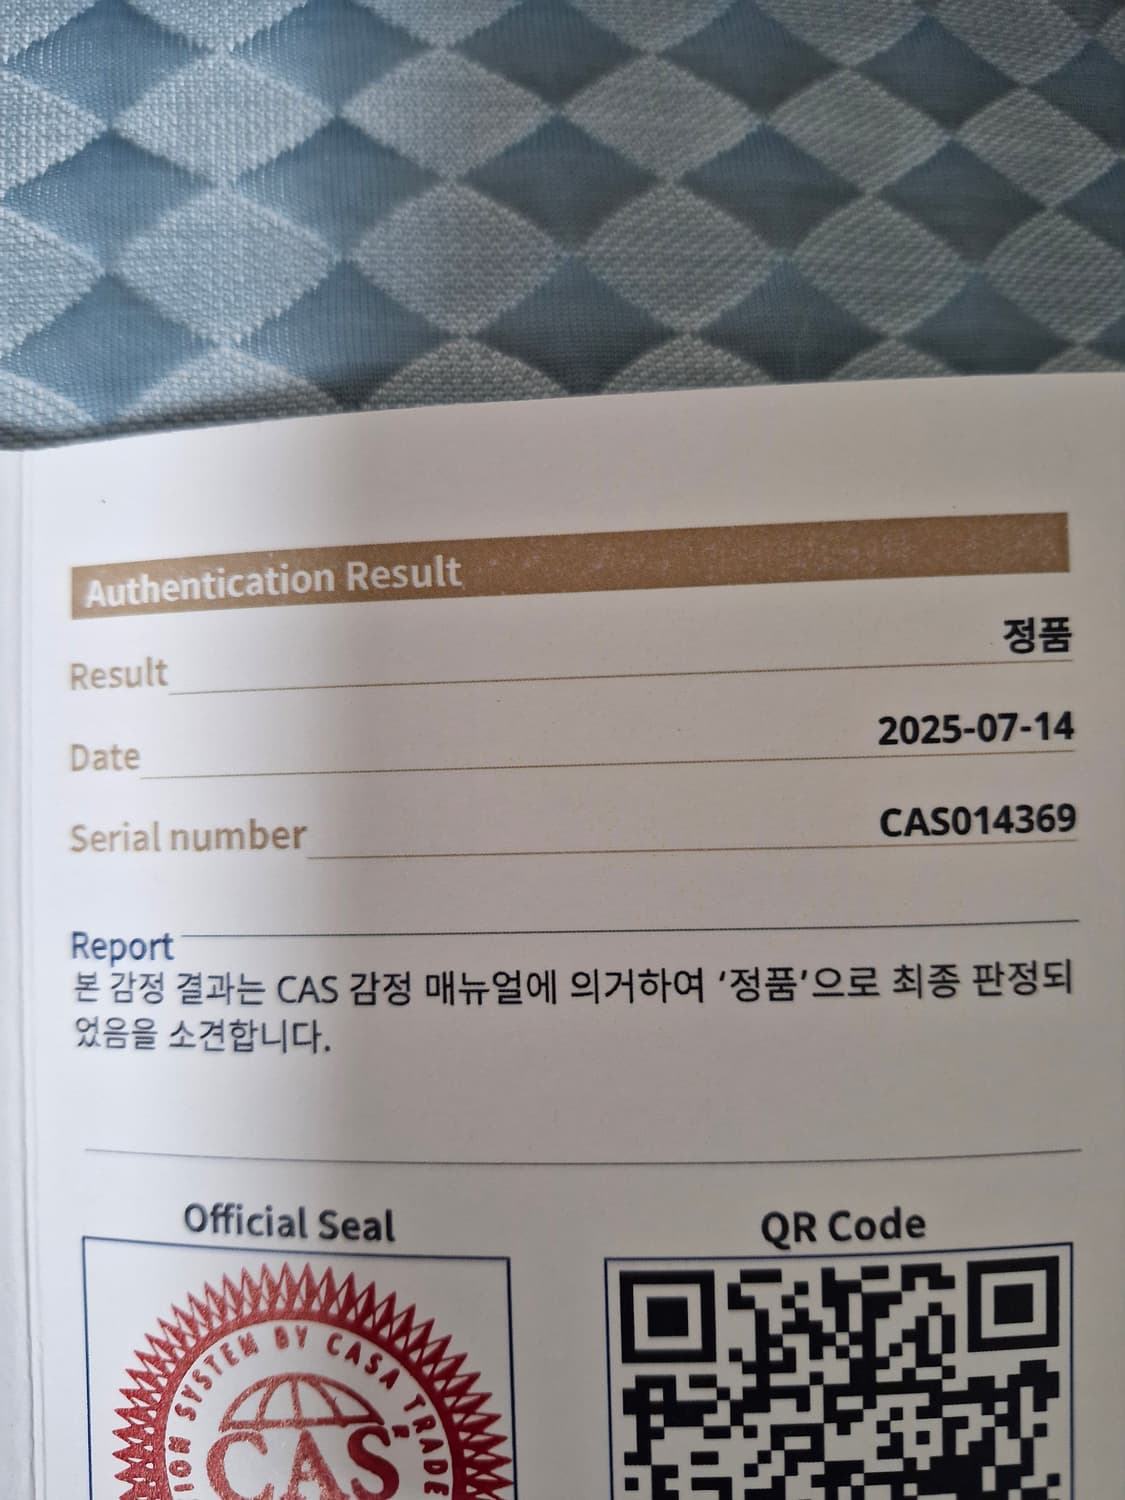 Authentication Result
Result 정품
Date 2025-07-14
Serial number CAS014369
Report
본 감정 결과는 CAS 감정 매뉴얼에 의거하여 ‘정품’으로 최종 판정되
었음을 소견합니다.
Official Seal
QR Code
SYSTEM BY CASA TRADE
CAS